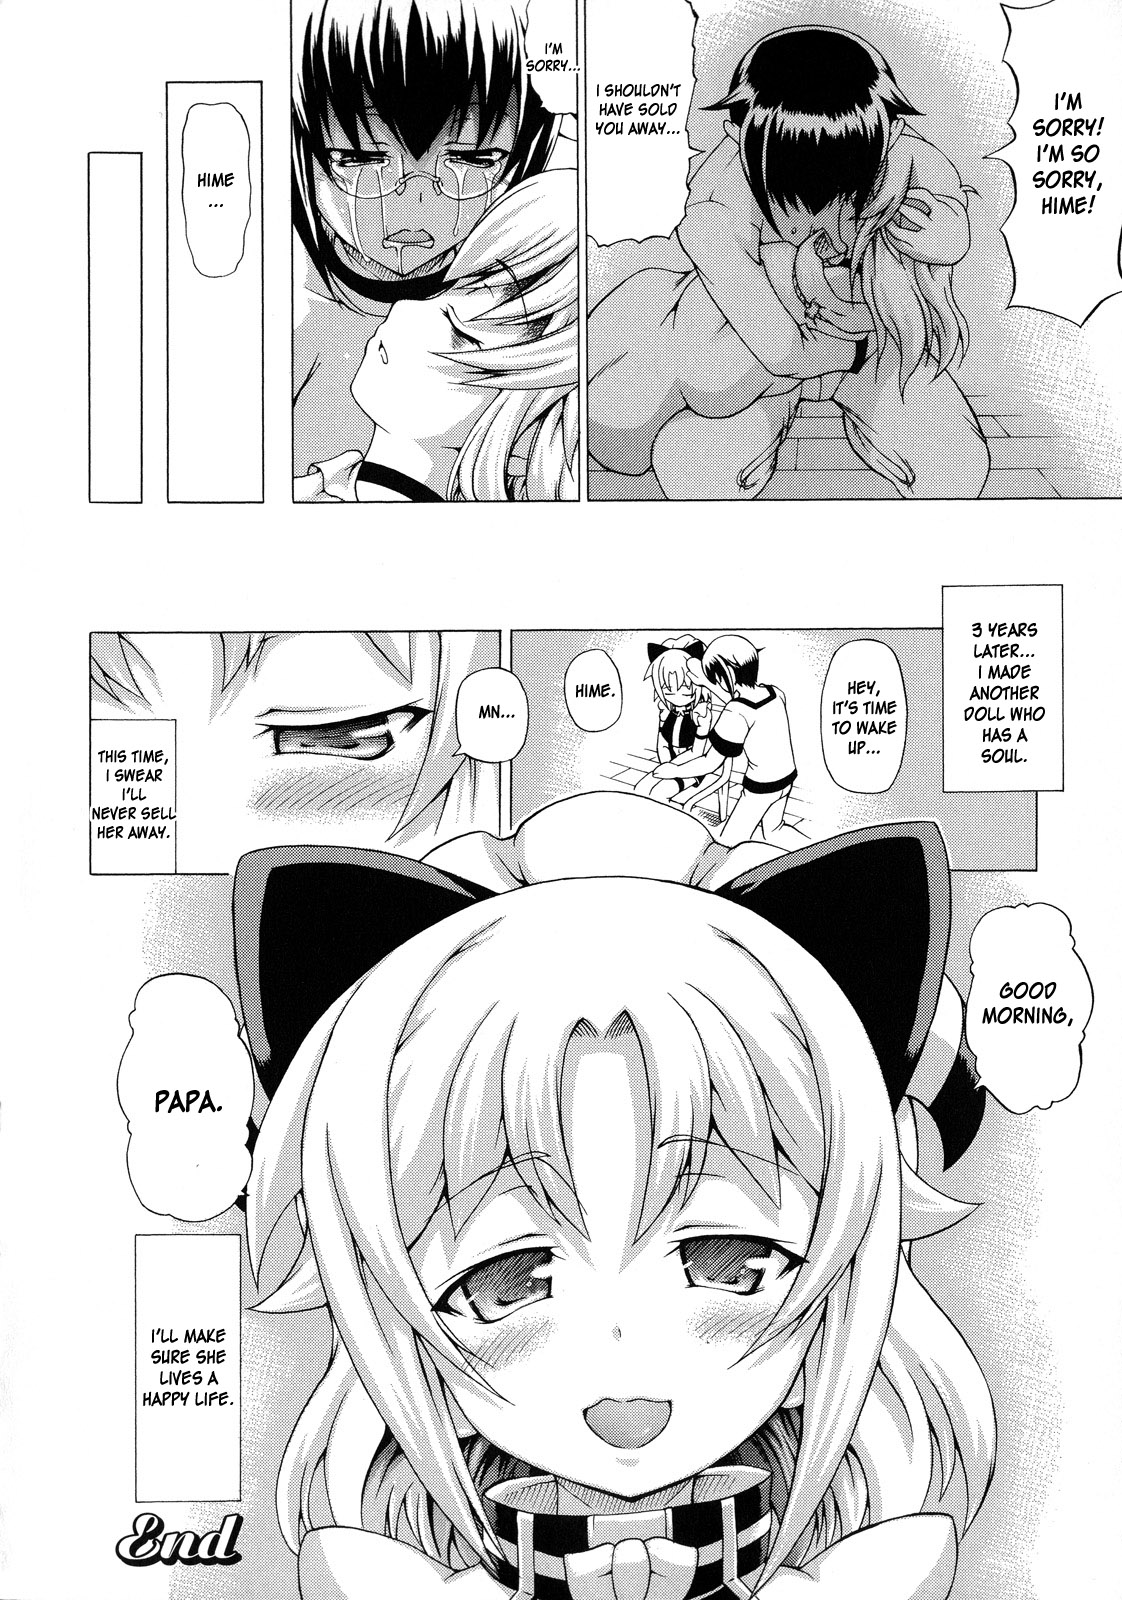 I'M
SORRY!
I'M SO
SORRY,
HIME!
I SHOULDN'T
HAVE SOLD
YOU AWAY...
I'M
SORRY...
HIME
...
3 YEARS
LATER...
I MADE
ANOTHER
DOLL WHO
HAS A
SOUL.
HEY,
IT'S TIME
TO WAKE
UP...
HIME.
MN...
THIS TIME,
I SWEAR
I'LL
NEVER SELL
HER AWAY.
GOOD
MORNING,
PAPA.
I'LL MAKE
SURE SHE
LIVES A
HAPPY LIFE.
End